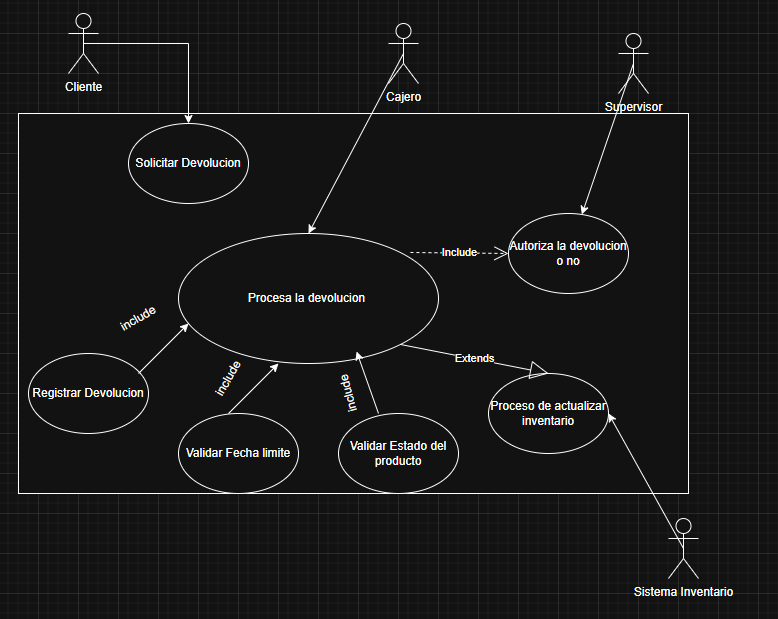 Cliente
Cajero
Supervisor
Solicitar Devolucion
Autoriza la devolucion
o no
Include
Procesa la devolucion
include
Extends
include
include
Registrar Devolucion
Proceso de actualizar
inventario
Validar Fecha limite
Validar Estado del
producto
Sistema Inventario